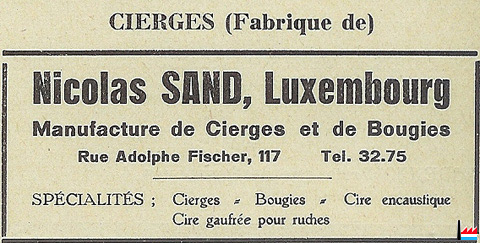 CIERGES (Fabrique de)
Nicolas SAND, Luxembourg
Manufacture de Cierges et de Bougies
Rue Adolphe Fischer, 117 Tel. 32.75
SPÉCIALITÉS ; Cierges - Bougies - Cire encaustique
Cire gaufrée pour ruches